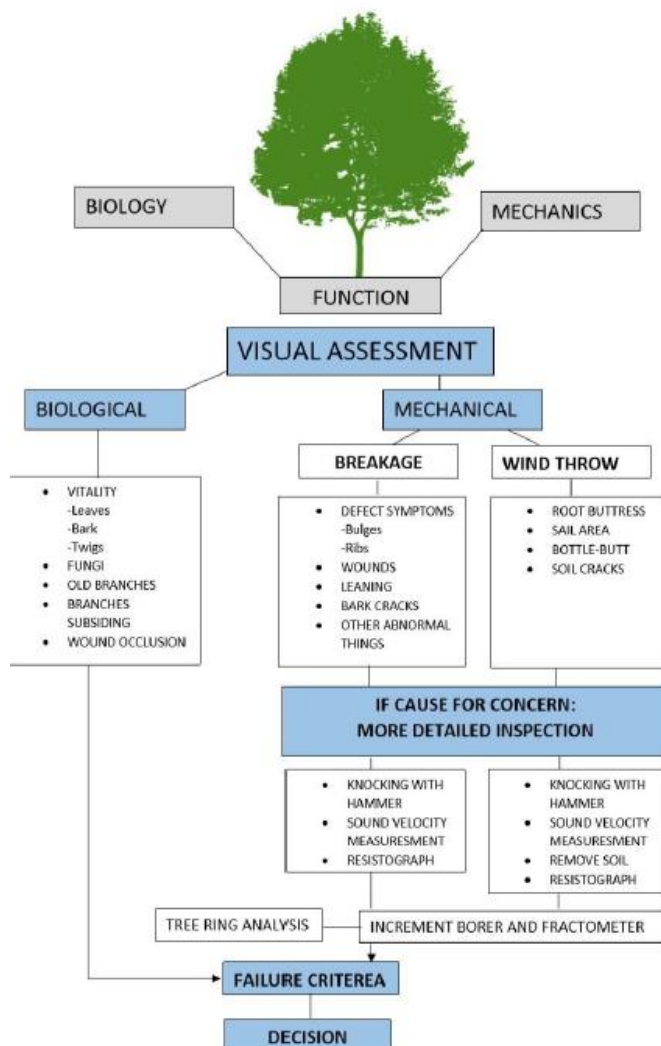 BIOLOGY
MECHANICS
FUNCTION
VISUAL ASSESSMENT
BIOLOGICAL
MECHANICAL
BREAKAGE
WIND THROW
• VITALITY
-Leaves
-Bark
-Twigs
• FUNGI
• OLD BRANCHES
• BRANCHES
SUBSIDING
• WOUND OCCLUSION
• DEFECT SYMPTOMS
-Bulges
-Ribs
• WOUNDS
• LEANING
• BARK CRACKS
• OTHER ABNORMAL
THINGS
• ROOT BUTTRESS
• SAIL AREA
• BOTTLE-BUTT
• SOIL CRACKS
IF CAUSE FOR CONCERN:
MORE DETAILED INSPECTION
• KNOCKING WITH
HAMMER
• SOUND VELOCITY
MEASURESMENT
• RESISTOGRAPH
• KNOCKING WITH
HAMMER
• SOUND VELOCITY
MEASURESMENT
• REMOVE SOIL
• RESISTOGRAPH
TREE RING ANALYSIS
INCREMENT BORER AND FRACTOMETER
FAILURE CRITEREA
DECISION